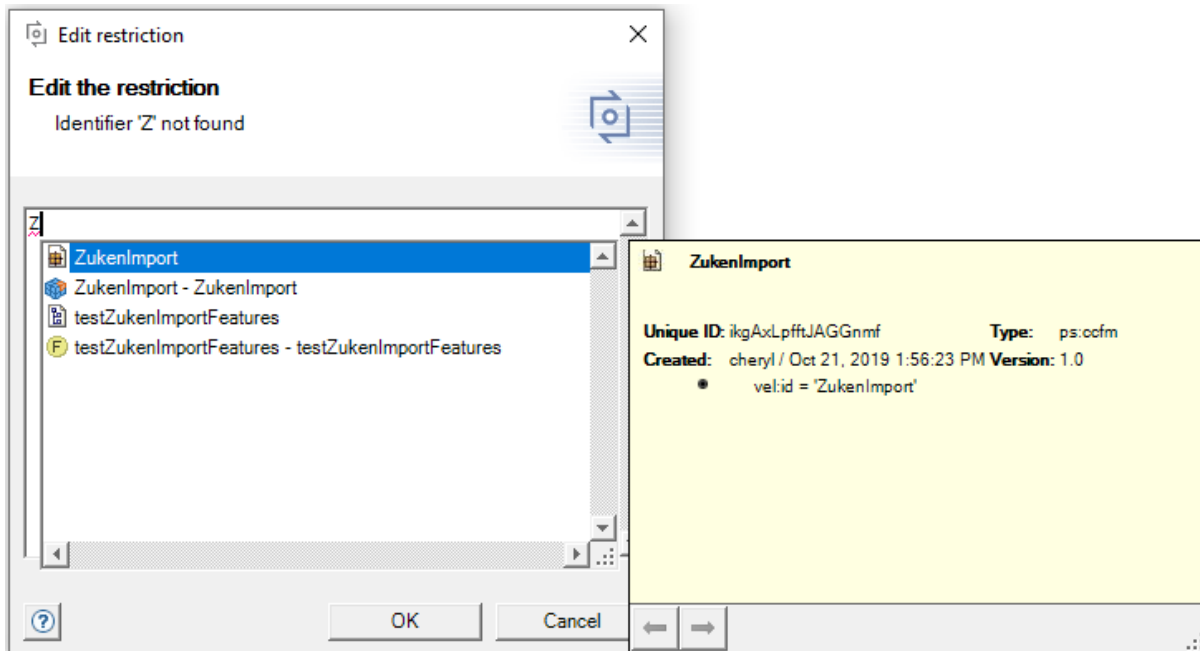 Edit restriction
Edit the restriction
Identifier 'Z' not found
Z
ZukenImport
ZukenImport - ZukenImport
testZukenImportFeatures
F testZukenImportFeatures - testZukenImportFeatures
OK
Cancel
ZukenImport
Unique ID: ikgAxLpfftJAGGnmf Type: ps:ccfm
Created: cheryl / Oct 21, 2019 1:56:23 PM Version: 1.0
vel:id = 'ZukenImport'